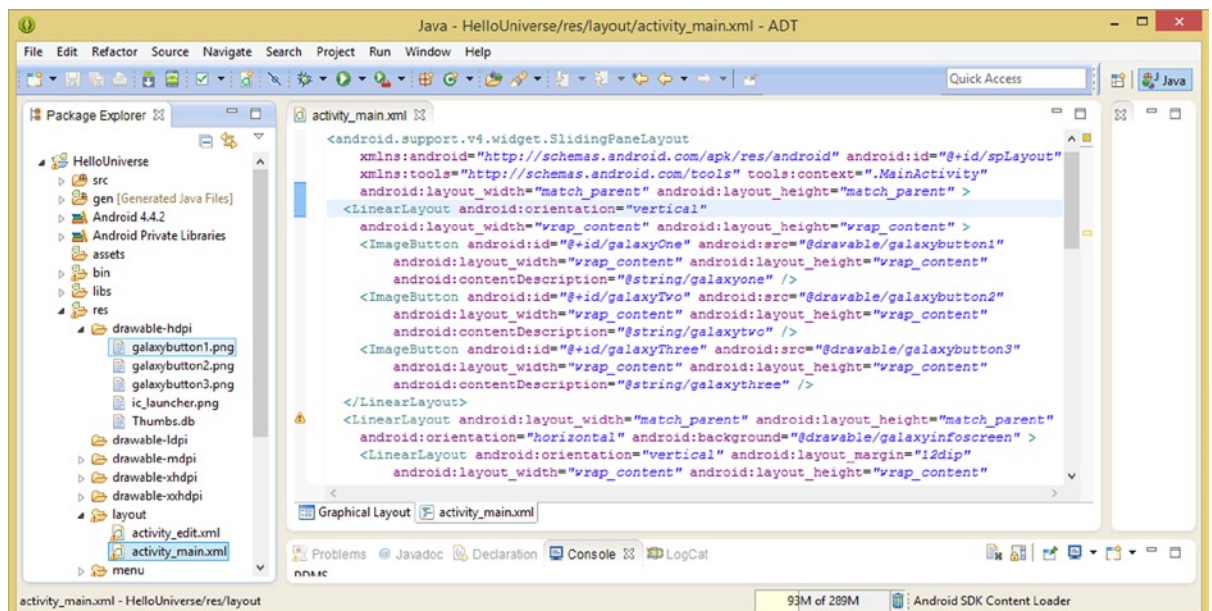 Java - HelloUniverse/res/layout/activity_main.xml - ADT
File Edit Refactor Source Navigate Search Project Run Window Help
Quick Access
Java
Package Explorer
HelloUniverse
src
gen [Generated Java Files]
Android 4.4.2
Android Private Libraries
assets
bin
libs
res
drawable-hdpi
galaxybutton1.png
galaxybutton2.png
galaxybutton3.png
ic_launcher.png
Thumbs.db
drawable-ldpi
drawable-mdpi
drawable-xhdpi
drawable-xxhdpi
layout
activity_edit.xml
activity_main.xml
menu
activity_main.xml
<android.support.v4.widget.SlidingPaneLayout
xmlns:android="http://schemas.android.com/apk/res/android" android:id="@+id/spLayout"
xmlns:tools="http://schemas.android.com/tools" tools:context=".MainActivity"
android:layout_width="match_parent" android:layout_height="match_parent" >
<LinearLayout android:orientation="vertical"
android:layout_width="wrap_content" android:layout_height="wrap_content" >
<ImageButton android:id="@+id/galaxyOne" android:src="@drawable/galaxybutton1"
android:layout_width="wrap_content" android:layout_height="wrap_content"
android:contentDescription="@string/galaxyone" />
<ImageButton android:id="@+id/galaxyTwo" android:src="@drawable/galaxybutton2"
android:layout_width="wrap_content" android:layout_height="wrap_content"
android:contentDescription="@string/galaxytwo" />
<ImageButton android:id="@+id/galaxyThree" android:src="@drawable/galaxybutton3"
android:layout_width="wrap_content" android:layout_height="wrap_content"
android:contentDescription="@string/galaxythree" />
</LinearLayout>
<LinearLayout android:layout_width="match_parent" android:layout_height="match_parent"
android:orientation="horizontal" android:background="@drawable/galaxyinfoscreen" >
<LinearLayout android:orientation="vertical" android:layout_margin="12dip"
android:layout_width="wrap_content" android:layout_height="wrap_content"
Graphical Layout activity_main.xml
Problems @ Javadoc Declaration Console LogCat
DDMS
activity_main.xml - HelloUniverse/res/layout
93M of 289M
Android SDK Content Loader